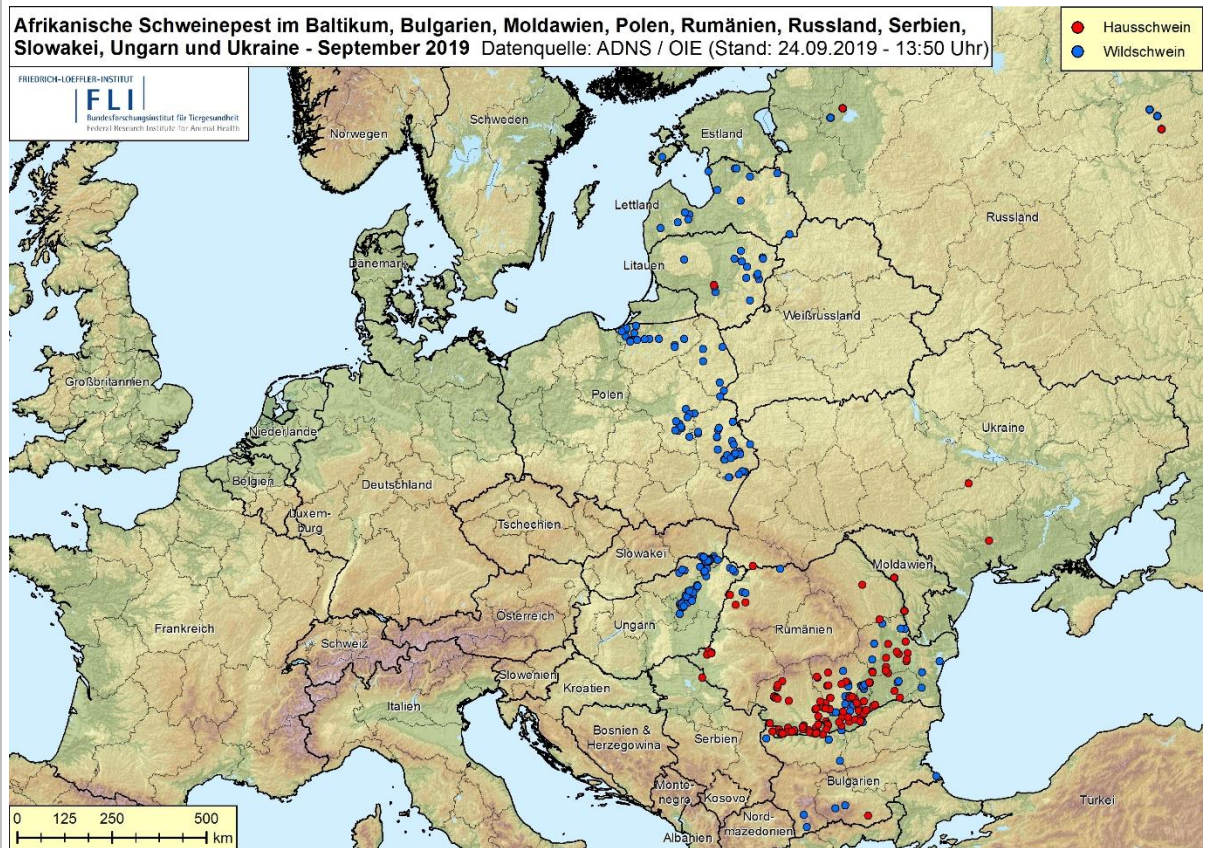 Afrikanische Schweinepest im Baltikum, Bulgarien, Moldawien, Polen, Rumänien, Russland, Serbien,
Slowakei, Ungarn und Ukraine - September 2019 Datenquelle: ADNS / OIE (Stand: 24.09.2019 - 13:50 Uhr)
Hausschwein
Wildschwein
FRIEDRICH-LOEFFLER-INSTITUT
FLI
Bundesforschungsinstitut für Tiergesundheit
Federal Research Institute for Animal Health
Norwegen
Schweden
Estland
Lettland
Russland
Dänemark
Litauen
Weißrussland
Großbritannien
Polen
Niederlande
Ukraine
Belgien
Deutschland
Luxem-
burg
Tschechien
Slowakei
Moldawien
Österreich
Ungarn
Rumänien
Frankreich
Schweiz
Slowenien
Kroatien
Italien
Bosnien &
Herzegowina
Serbien
Bulgarien
Monte-
negro
Kosovo
Nord-
mazedonien
Albanien
Türkei
0 125 250 500
km